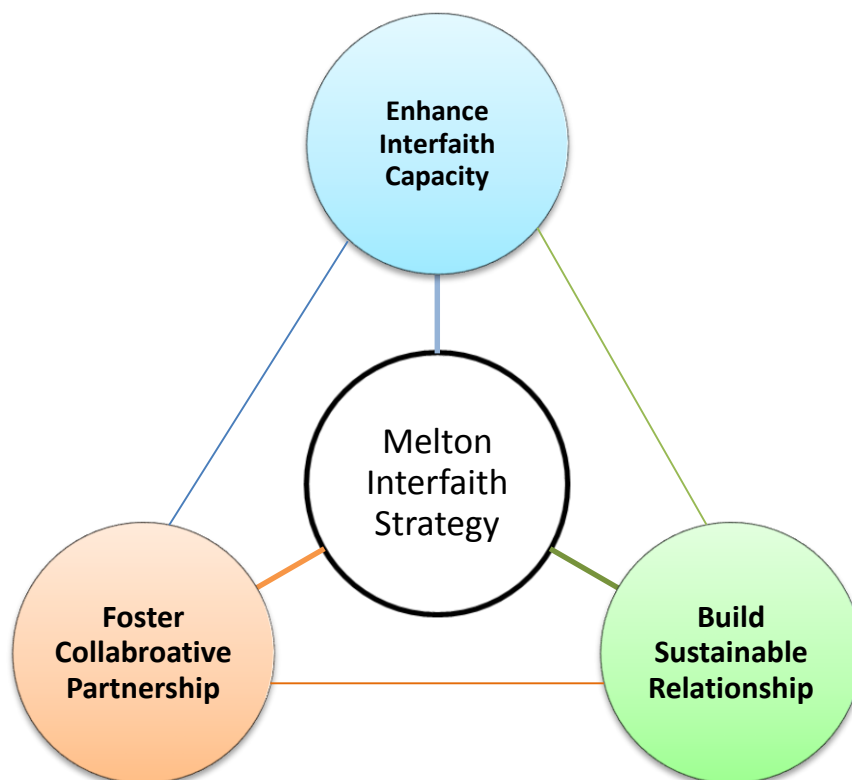 Enhance
Interfaith
Capacity
Melton
Interfaith
Strategy
Foster
Collabroative
Partnership
Build
Sustainable
Relationship